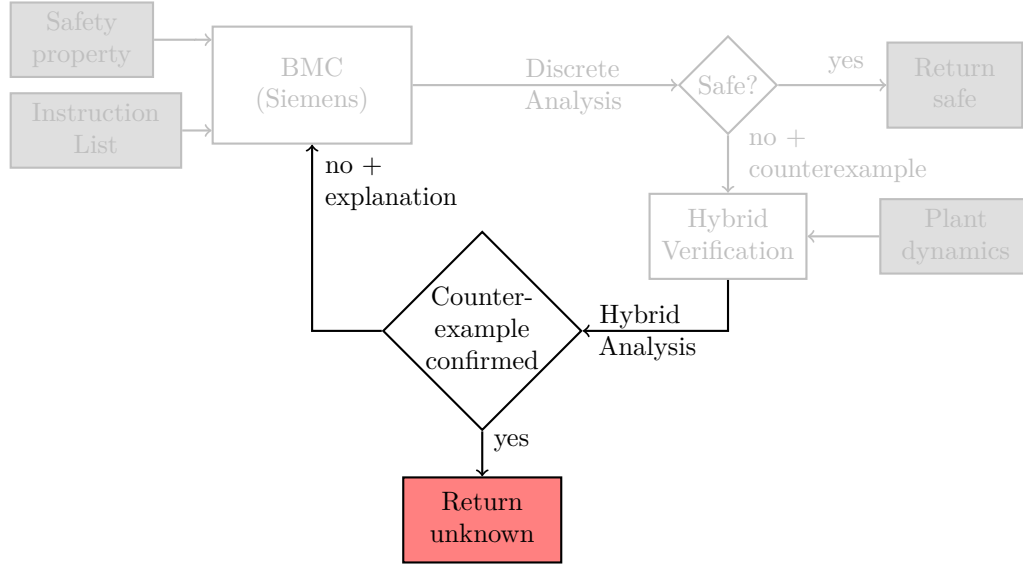 Safety
property
Instruction
List
BMC
(Siemens)
Discrete
Analysis
Safe?
yes
Return
safe
no +
counterexample
Hybrid
Verification
Plant
dynamics
no +
explanation
Counter-
example
confirmed
Hybrid
Analysis
yes
Return
unknown